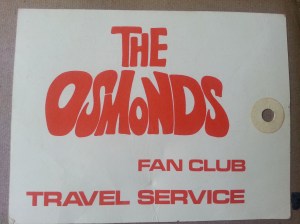 THE
OSMONDS
FAN CLUB
TRAVEL SERVICE